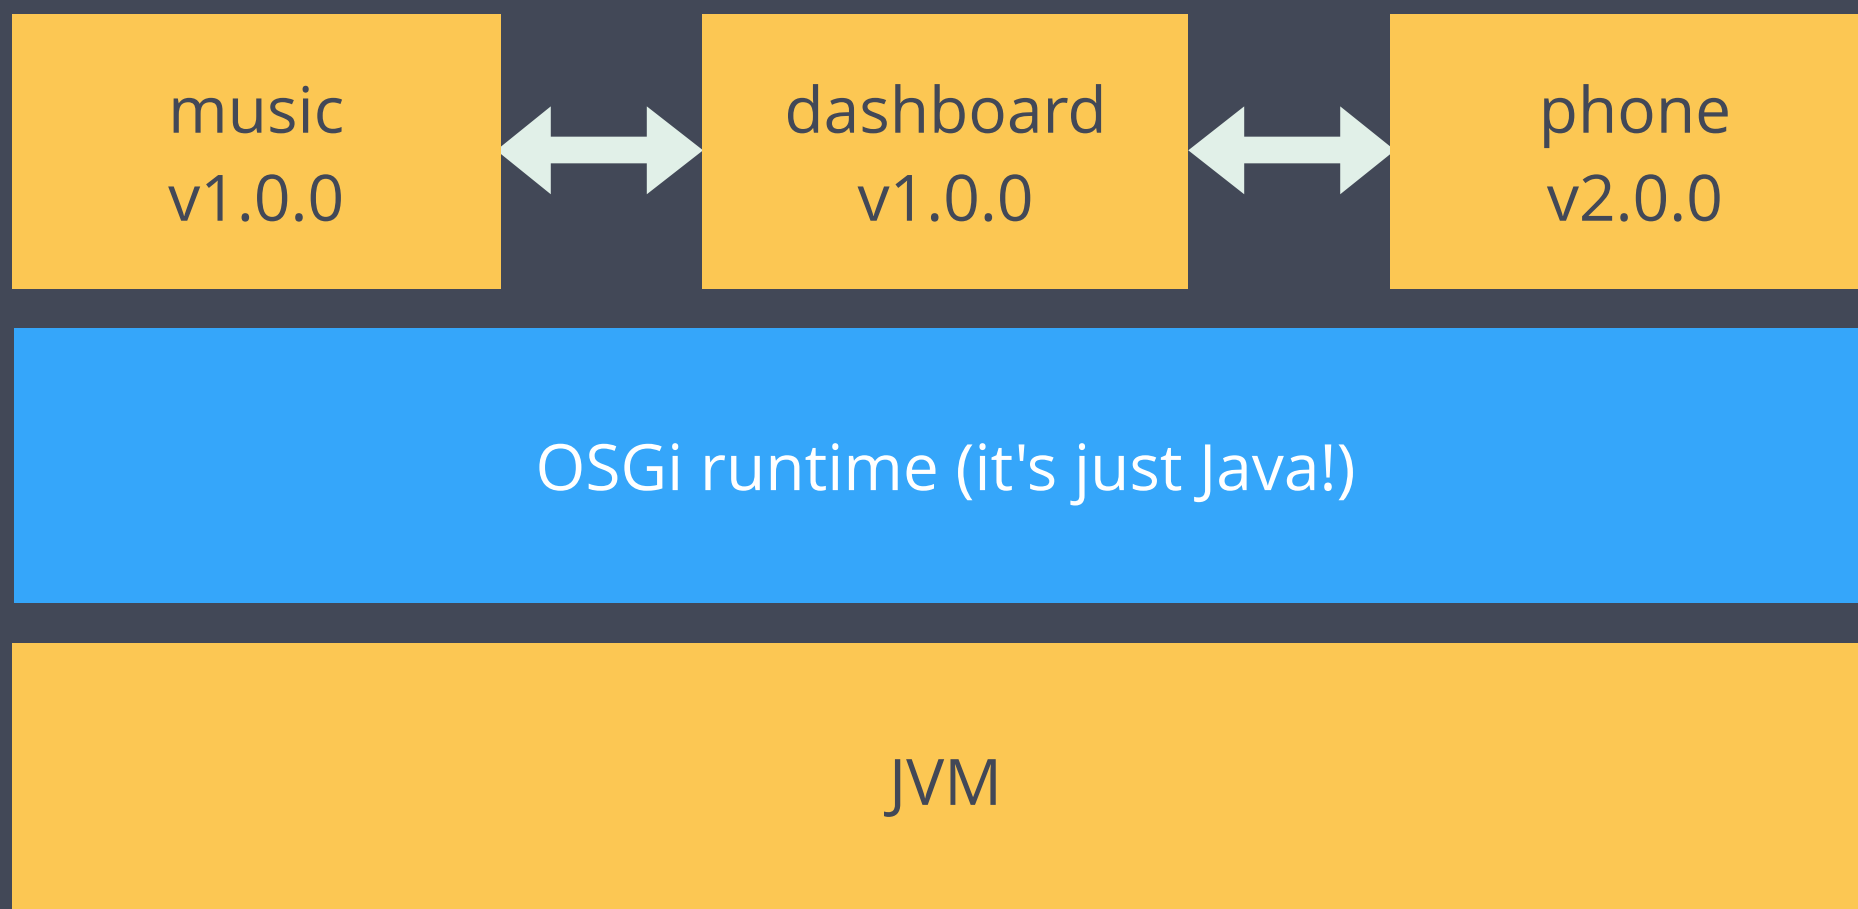 music
v1.0.0
dashboard
v1.0.0
phone
v2.0.0
OSGi runtime (it's just Java!)
JVM